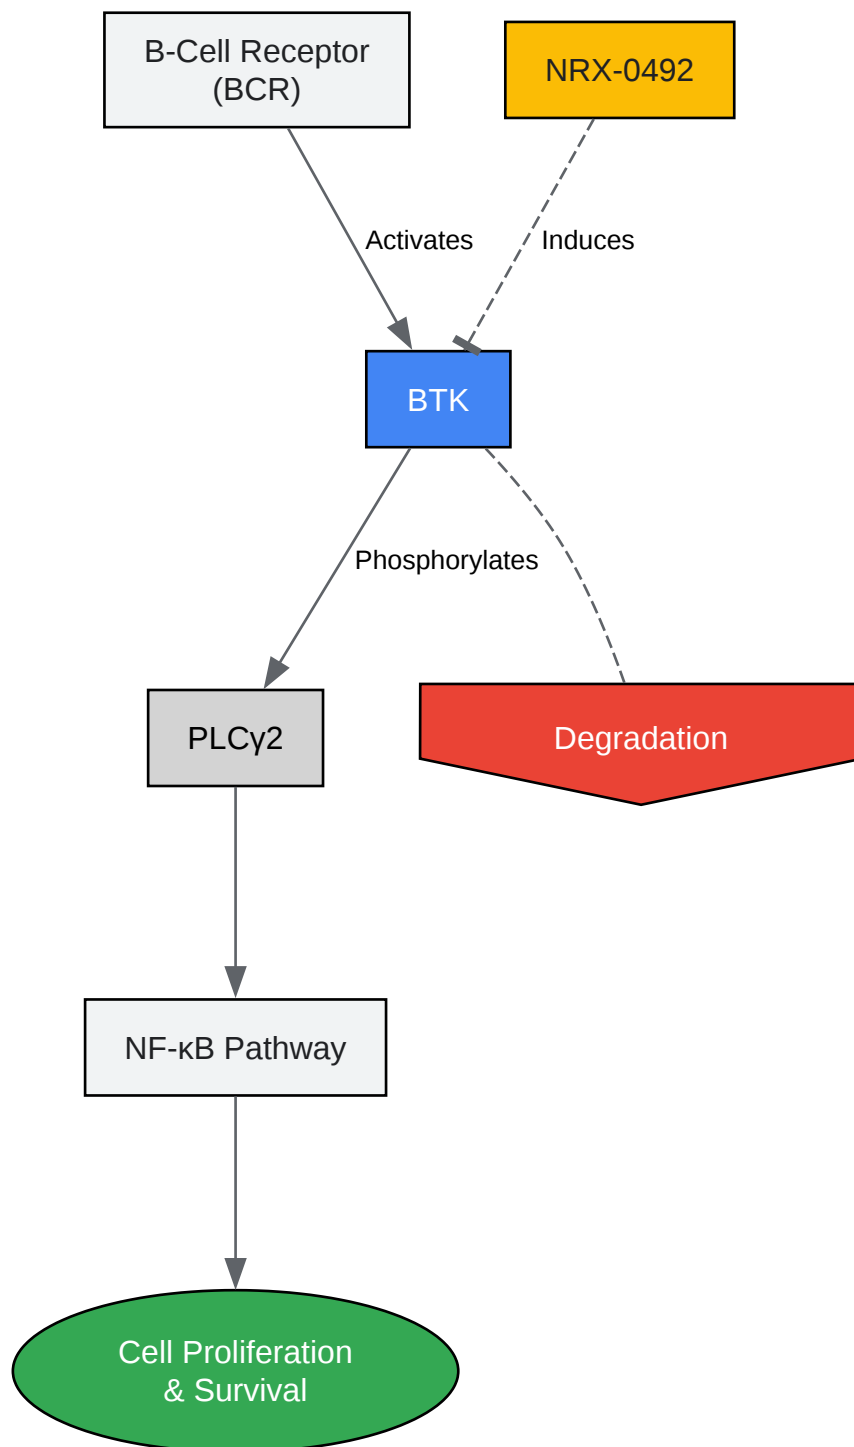 B-Cell Receptor
(BCR)
NRX-0492
Activates
Induces
BTK
Phosphorylates
PLCγ2
Degradation
NF-κB Pathway
Cell Proliferation
& Survival